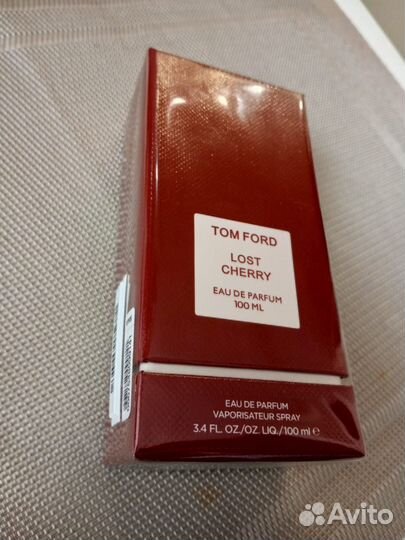 TOM FORD
LOST
CHERRY
EAU DE PARFUM
100 ML
EAU DE PARFUM
VAPORISATEUR SPRAY
3.4 FL. OZ./OZ. LIQ./100 ml ℮
Avito